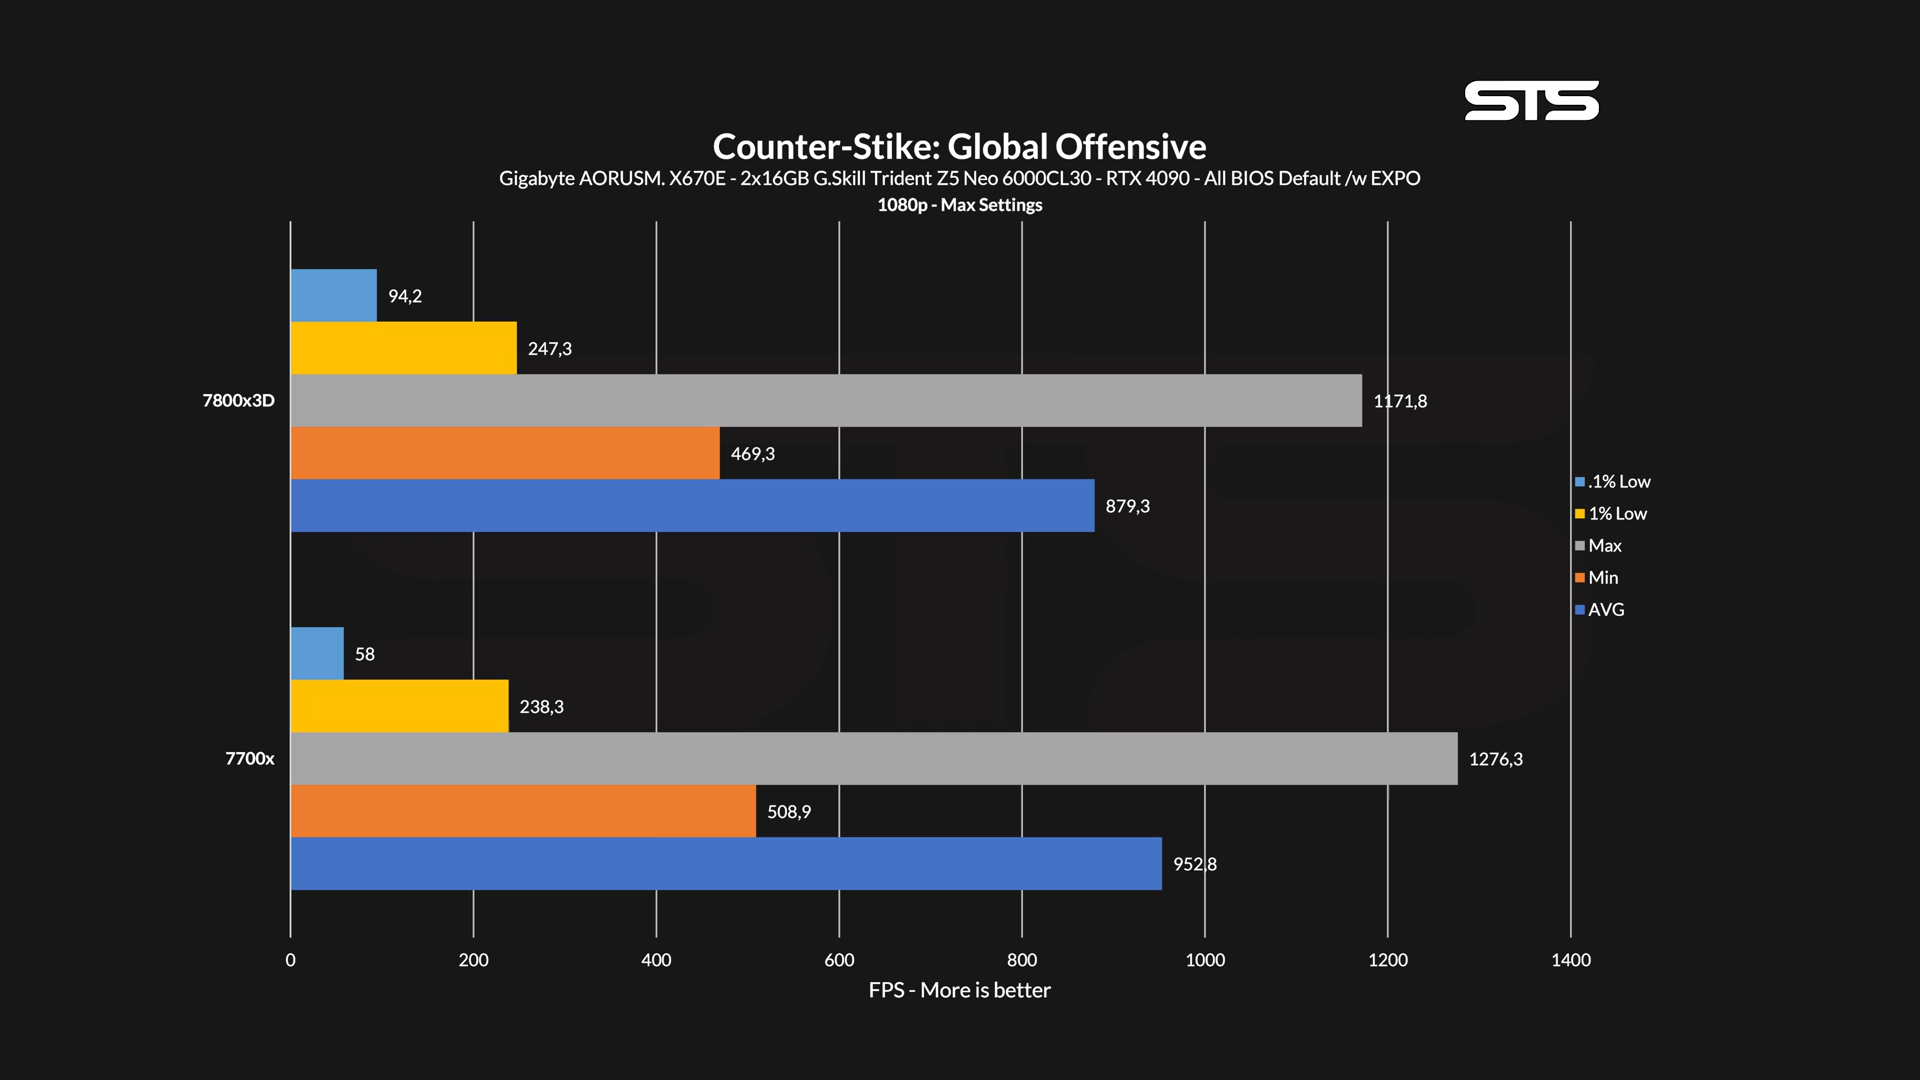 STS
Counter-Stike: Global Offensive
Gigabyte AORUSM. X670E - 2x16GB G.Skill Trident Z5 Neo 6000CL30 - RTX 4090 - All BIOS Default /w EXPO
1080p - Max Settings
94,2
247,3
7800x3D
1171,8
469,3
879,3
.1% Low
1% Low
Max
Min
AVG
58
238,3
7700x
1276,3
508,9
952,8
0 200 400 600 800 1000 1200 1400
FPS - More is better